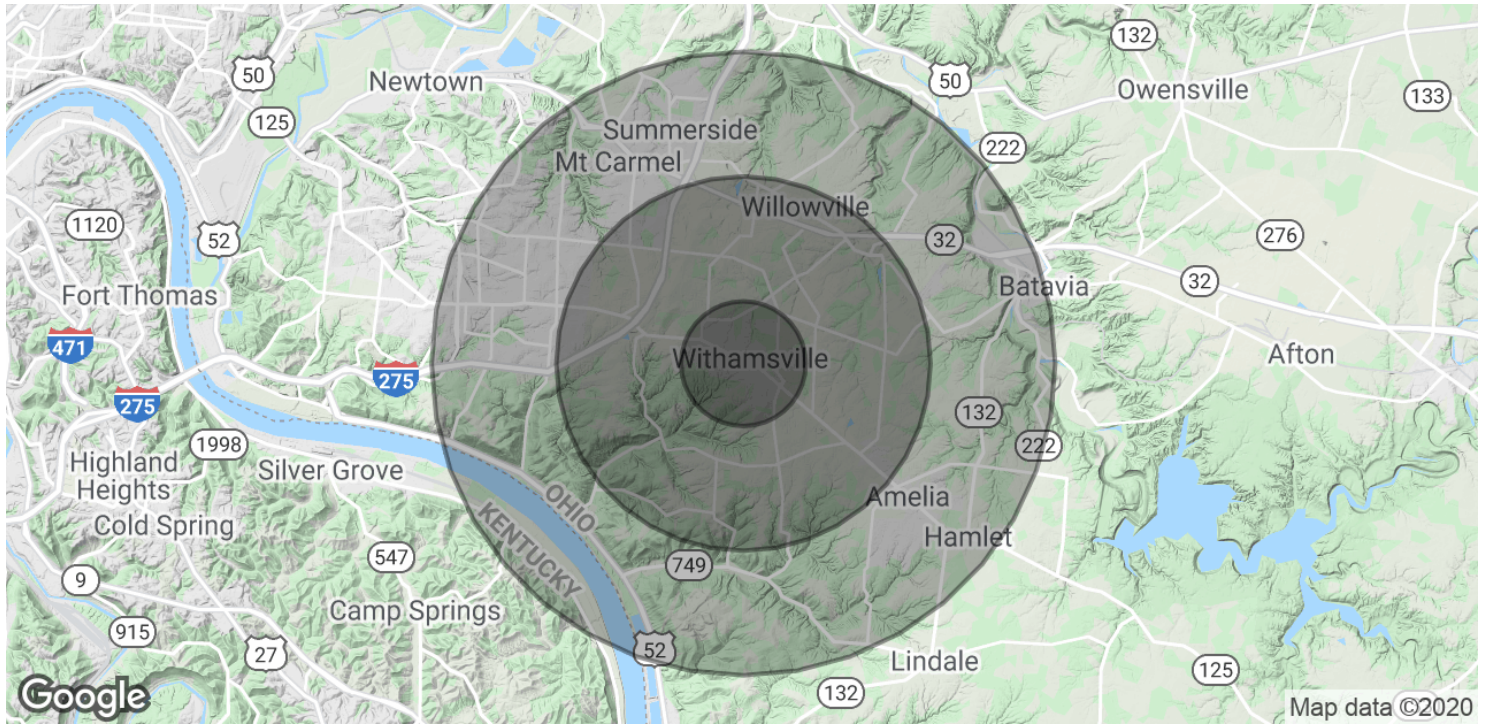 132
50
50
Newtown
Owensville
133
125
Summerside
222
Mt Carmel
Willowville
1120
52
32
276
32
Fort Thomas
Batavia
471
Withamsville
Afton
275
275
132
1998
222
Highland
Heights
Silver Grove
Amelia
OHIO
KENTUCKY
Cold Spring
Hamlet
547
749
9
Camp Springs
915
27
52
Lindale
125
132
Google
Map data ©2020